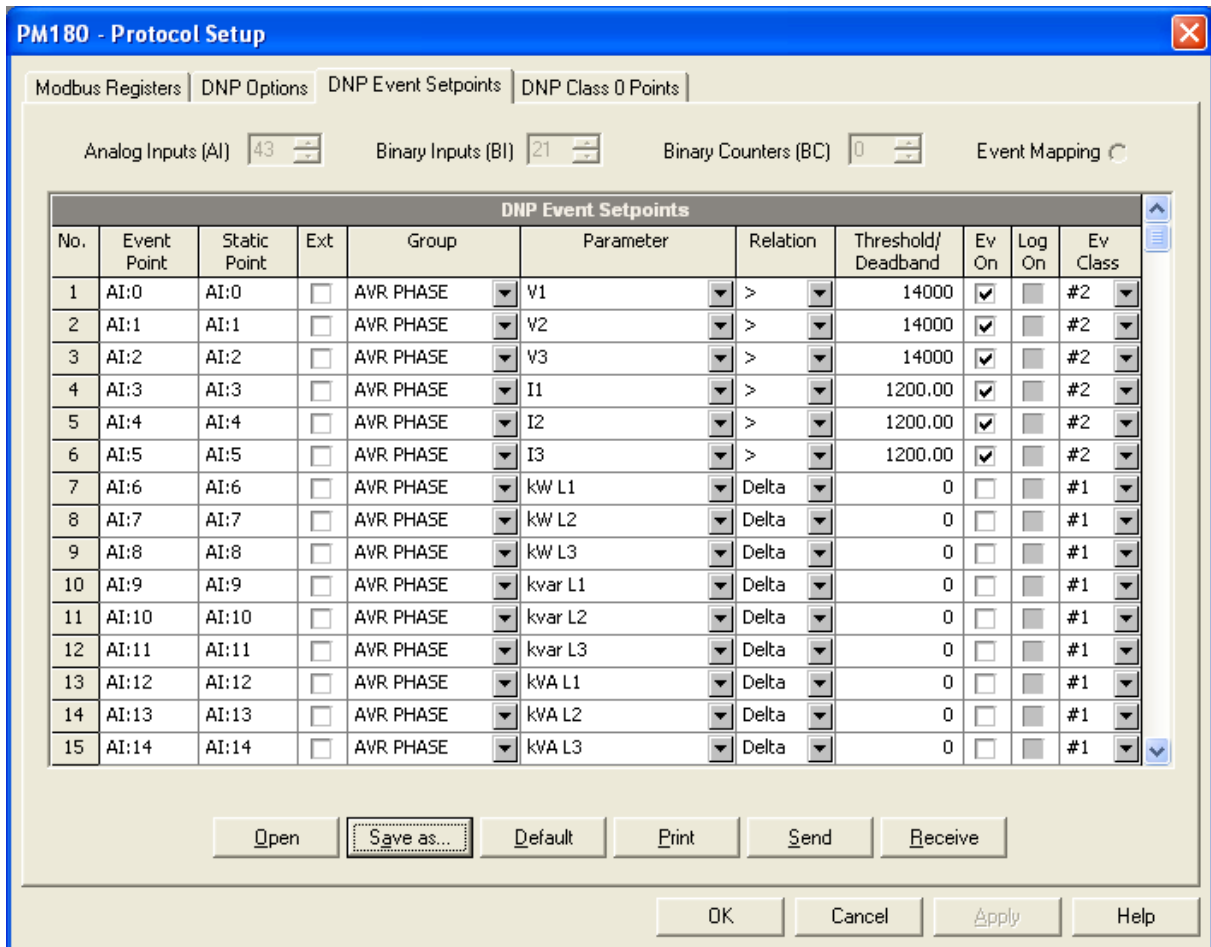 PM180 - Protocol Setup
Modbus Registers DNP Options DNP Event Setpoints DNP Class 0 Points
Analog Inputs (AI) 43 Binary Inputs (BI) 21 Binary Counters (BC) 0 Event Mapping
DNP Event Setpoints
No. Event Point Static Point Ext Group Parameter Relation Threshold/ Deadband Ev On Log On Ev Class
1 AI:0 AI:0 AVR PHASE V1 > 14000 #2
2 AI:1 AI:1 AVR PHASE V2 > 14000 #2
3 AI:2 AI:2 AVR PHASE V3 > 14000 #2
4 AI:3 AI:3 AVR PHASE I1 > 1200.00 #2
5 AI:4 AI:4 AVR PHASE I2 > 1200.00 #2
6 AI:5 AI:5 AVR PHASE I3 > 1200.00 #2
7 AI:6 AI:6 AVR PHASE kW L1 Delta 0 #1
8 AI:7 AI:7 AVR PHASE kW L2 Delta 0 #1
9 AI:8 AI:8 AVR PHASE kW L3 Delta 0 #1
10 AI:9 AI:9 AVR PHASE kvar L1 Delta 0 #1
11 AI:10 AI:10 AVR PHASE kvar L2 Delta 0 #1
12 AI:11 AI:11 AVR PHASE kvar L3 Delta 0 #1
13 AI:12 AI:12 AVR PHASE kVA L1 Delta 0 #1
14 AI:13 AI:13 AVR PHASE kVA L2 Delta 0 #1
15 AI:14 AI:14 AVR PHASE kVA L3 Delta 0 #1
Open Save as... Default Print Send Receive
OK Cancel Apply Help